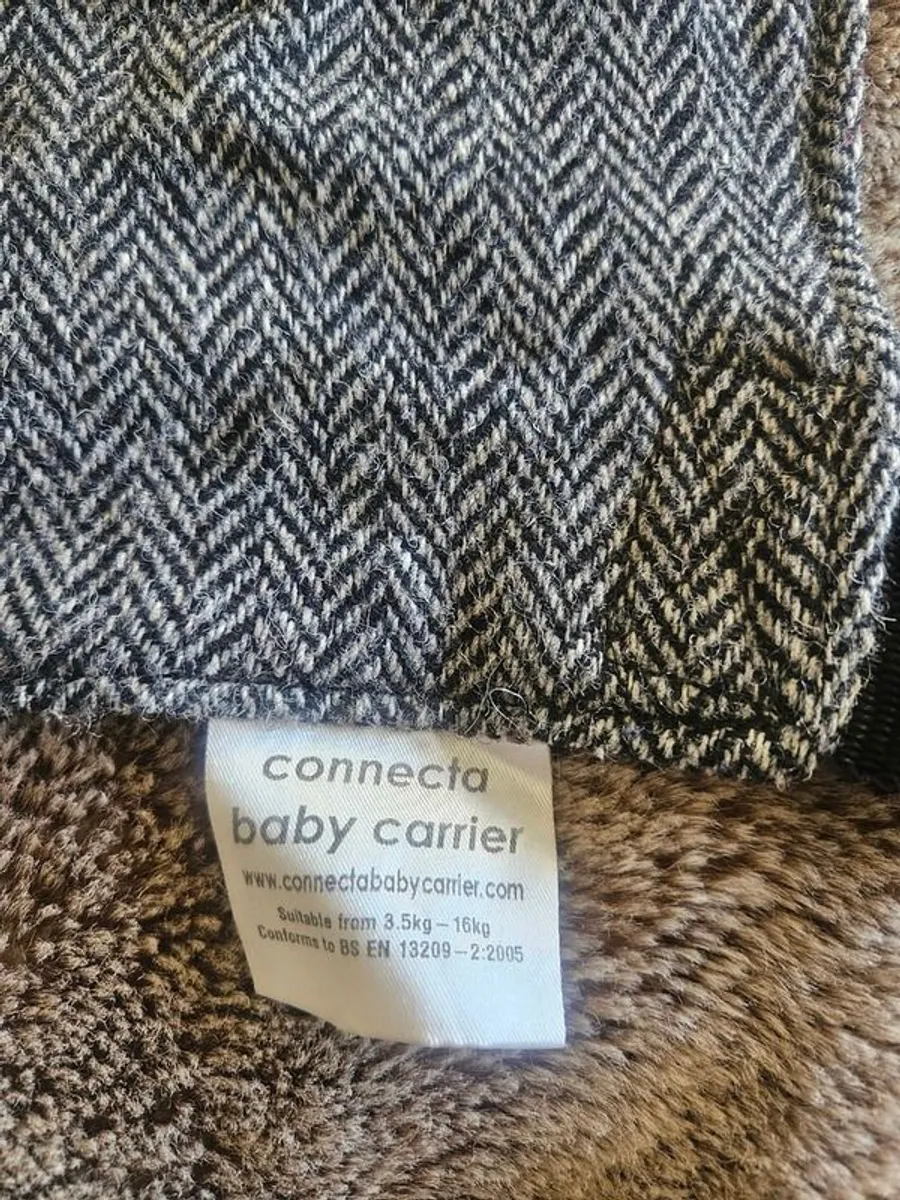 connecta
baby carrier
www.connectababycarrier.com
Suitable from 3.5kg – 16kg
Conforms to BS EN 13209 – 2:2005